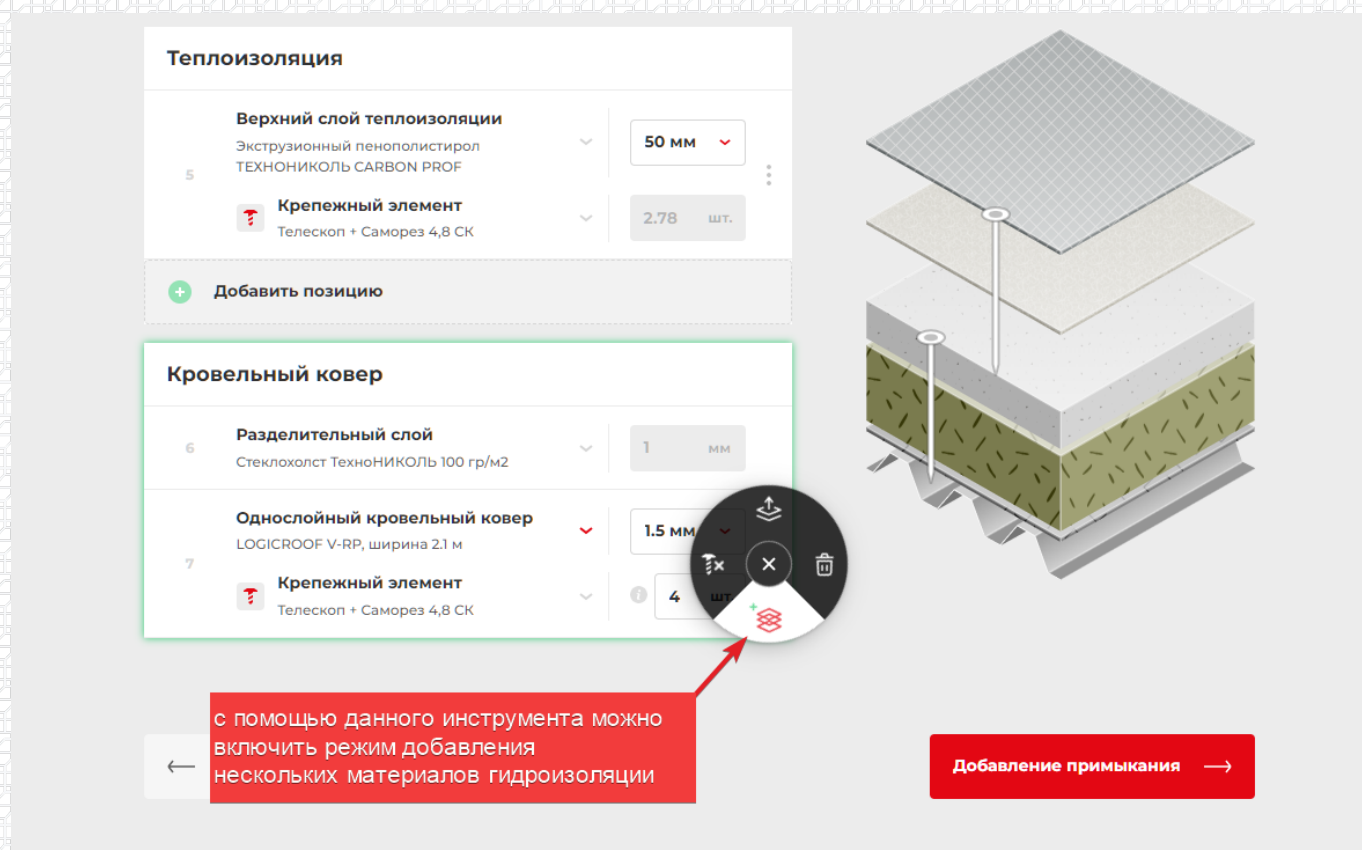 Теплоизоляция
Верхний слой теплоизоляции
Экструзионный пенополистирол
ТЕХНОНИКОЛЬ CARBON PROF
50 мм
5
Крепежный элемент
Телескоп + Саморез 4,8 СК
2.78 шт.
Добавить позицию
Кровельный ковер
Разделительный слой
6
Стеклохолст ТехноНИКОЛЬ 100 гр/м2
1 мм
Однослойный кровельный ковер
LOGICROOF V-RP, ширина 2.1 м
1.5 мм
7
Крепежный элемент
Телескоп + Саморез 4,8 СК
4 шт
с помощью данного инструмента можно
включить режим добавления
нескольких материалов гидроизоляции
Добавление примыкания